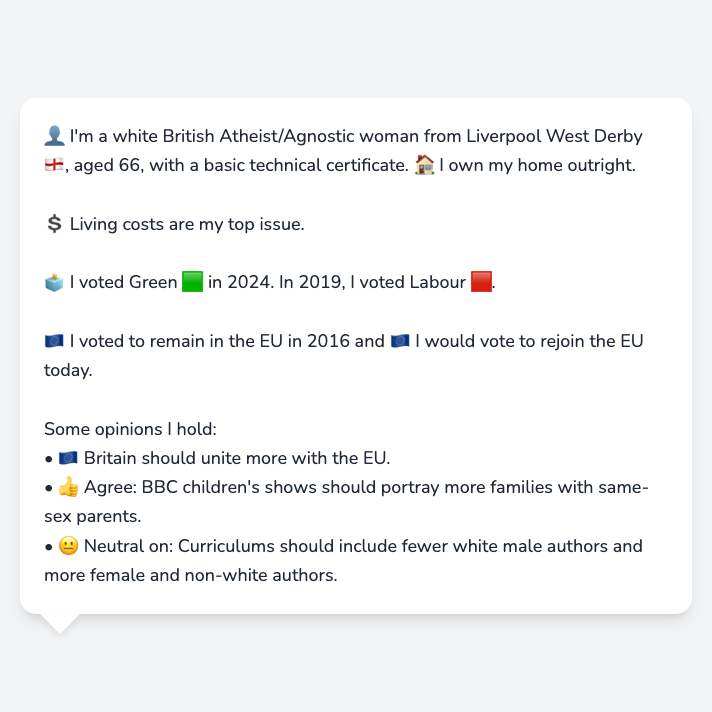 👤 I'm a white British Atheist/Agnostic woman from Liverpool West Derby
🏴󠁧󠁢󠁥󠁮󠁧󠁿, aged 66, with a basic technical certificate. 🏠 I own my home outright.
💲 Living costs are my top issue.
🗳️ I voted Green 🟩 in 2024. In 2019, I voted Labour 🟥.
🇪🇺 I voted to remain in the EU in 2016 and 🇪🇺 I would vote to rejoin the EU
today.
Some opinions I hold:
• 🇪🇺 Britain should unite more with the EU.
• 👍 Agree: BBC children's shows should portray more families with same-
sex parents.
• 😐 Neutral on: Curriculums should include fewer white male authors and
more female and non-white authors.